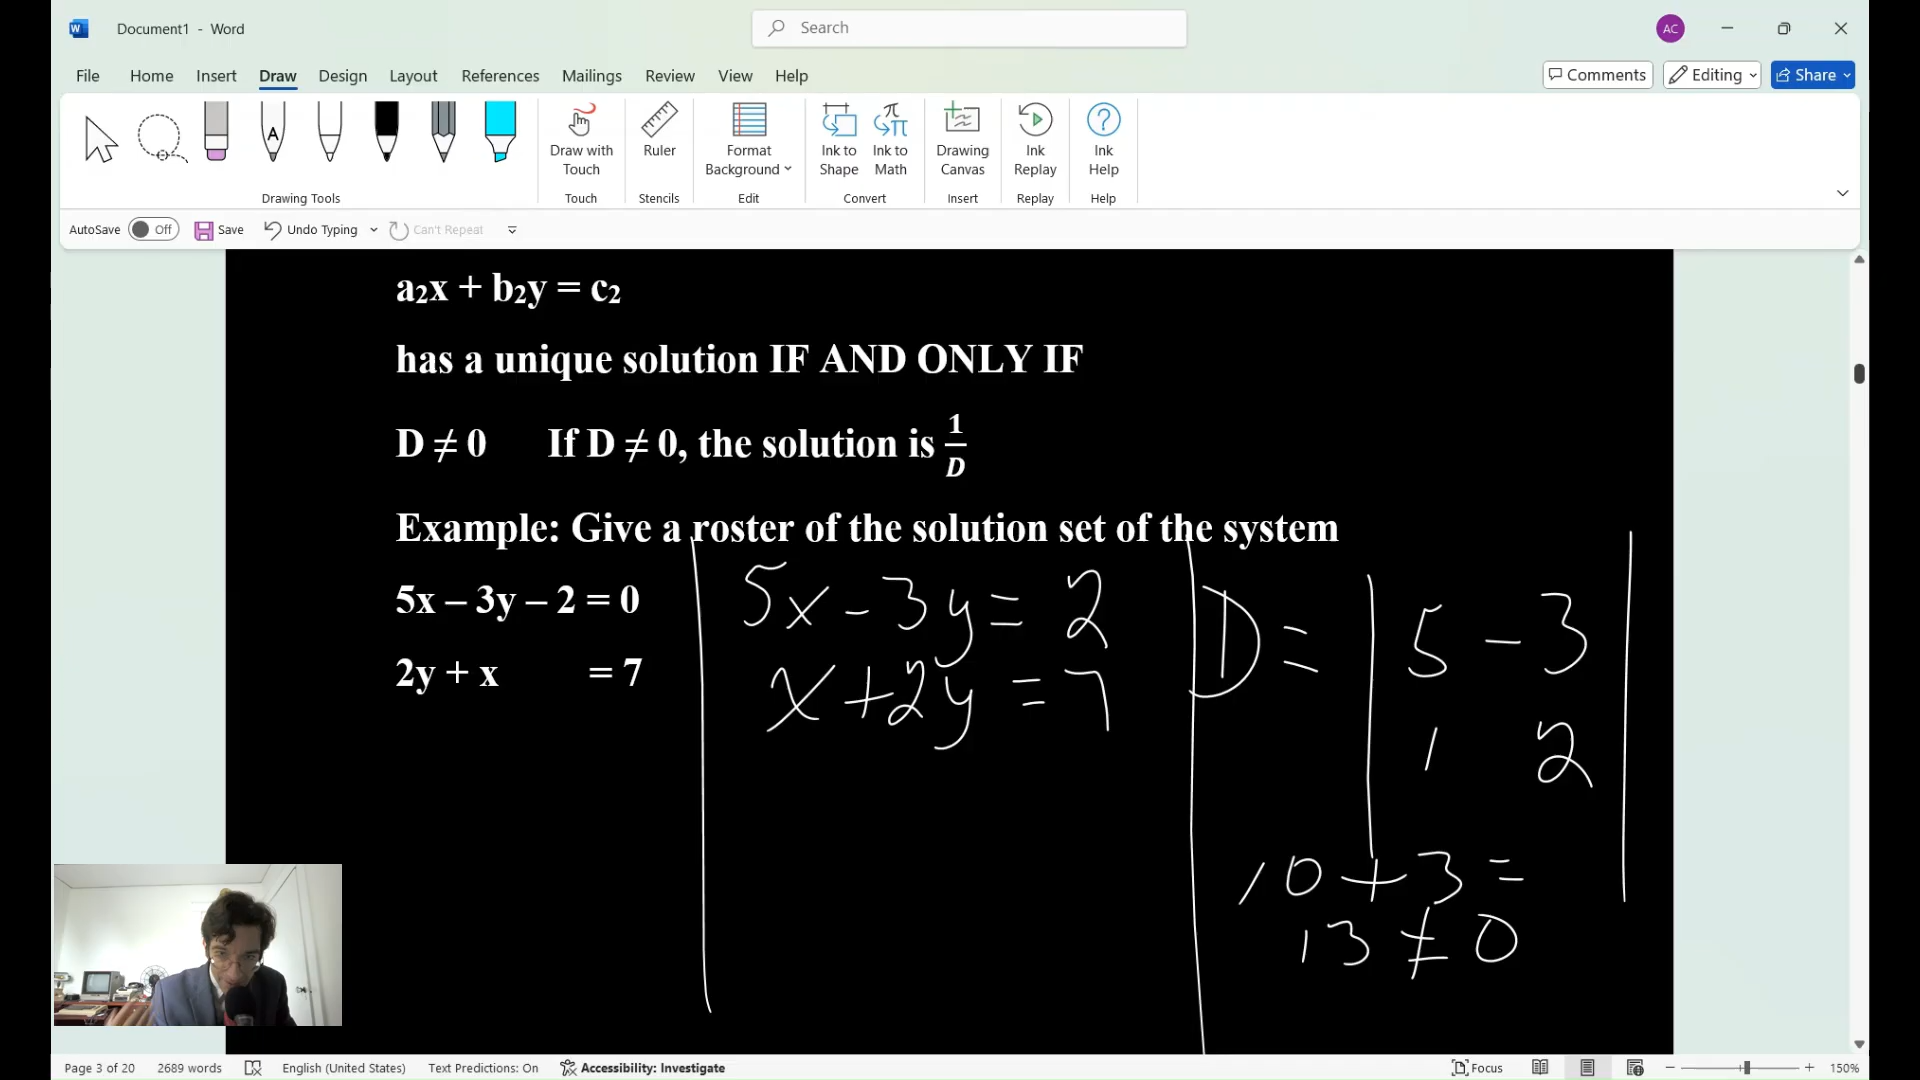 Document1 - Word
Search
AC
File Home Insert Draw Design Layout References Mailings Review View Help
Comments Editing Share
A
Draw with Touch
Ruler
Format Background
Ink to Shape
Ink to Math
Drawing Canvas
Ink Replay
Ink Help
Drawing Tools Touch Stencils Edit Convert Insert Replay Help
AutoSave Off Save Undo Typing Can't Repeat
a₂x + b₂y = c₂
has a unique solution IF AND ONLY IF
D ≠ 0 If D ≠ 0, the solution is 1/D
Example: Give a roster of the solution set of the system
5x – 3y – 2 = 0
2y + x = 7
5x - 3y = 2
x + 2y = 7
D = | 5 - 3 |
1 2
10 + 3 =
13 ≠ 0
Page 3 of 20 2689 words English (United States) Text Predictions: On Accessibility: Investigate Focus 150%